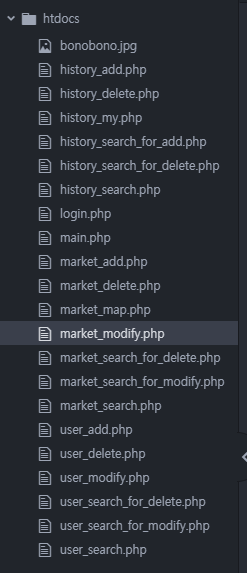 htdocs
bonobono.jpg
history_add.php
history_delete.php
history_my.php
history_search_for_add.php
history_search_for_delete.php
history_search.php
login.php
main.php
market_add.php
market_delete.php
market_map.php
market_modify.php
market_search_for_delete.php
market_search_for_modify.php
market_search.php
user_add.php
user_delete.php
user_modify.php
user_search_for_delete.php
user_search_for_modify.php
user_search.php